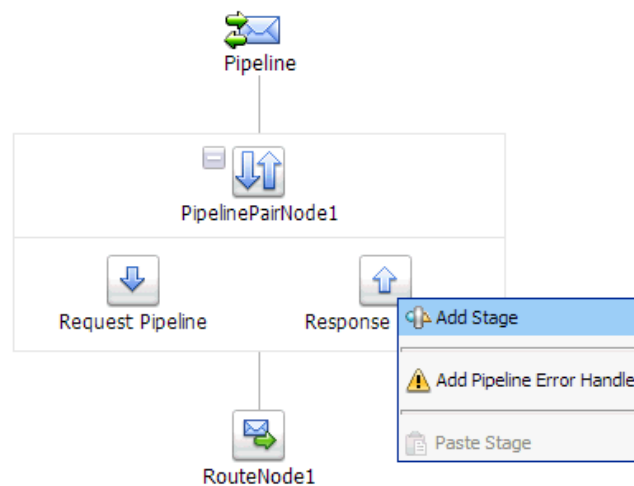 Pipeline
PipelinePairNode1
Request Pipeline
Response
Add Stage
Add Pipeline Error Handle
Paste Stage
RouteNode1